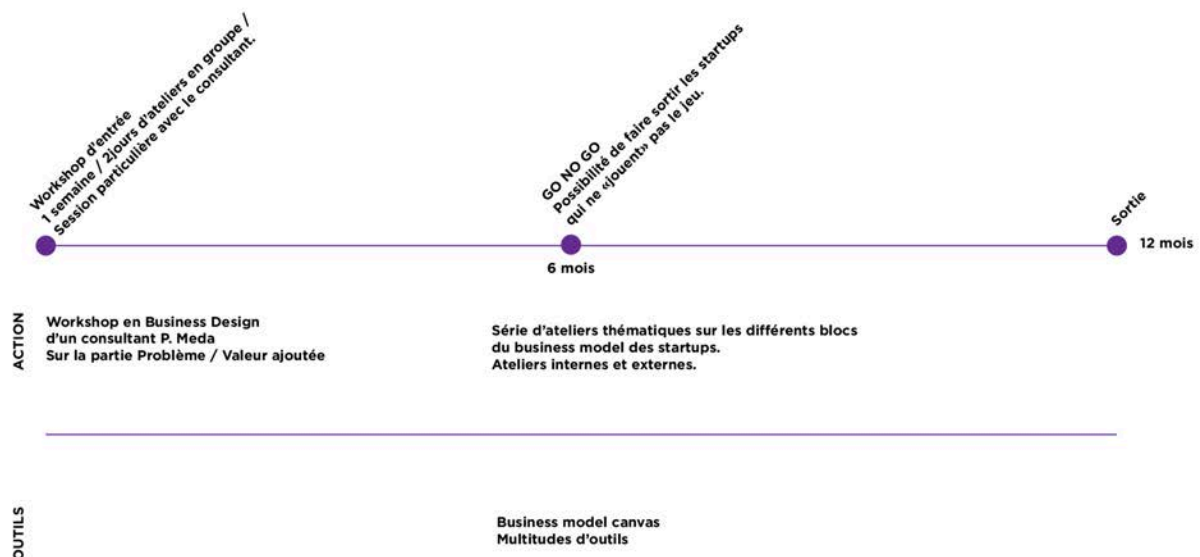 Workshop d'entrée
1 semaine / 2jours d'ateliers en groupe /
Session particulière avec le consultant.
GO NO GO
Possibilité de faire sortir les startups
qui ne «jouent» pas le jeu.
Sortie
12 mois
6 mois
ACTION
Workshop en Business Design
d'un consultant P. Meda
Sur la partie Problème / Valeur ajoutée
Série d'ateliers thématiques sur les différents blocs
du business model des startups.
Ateliers internes et externes.
OUTILS
Business model canvas
Multitudes d'outils